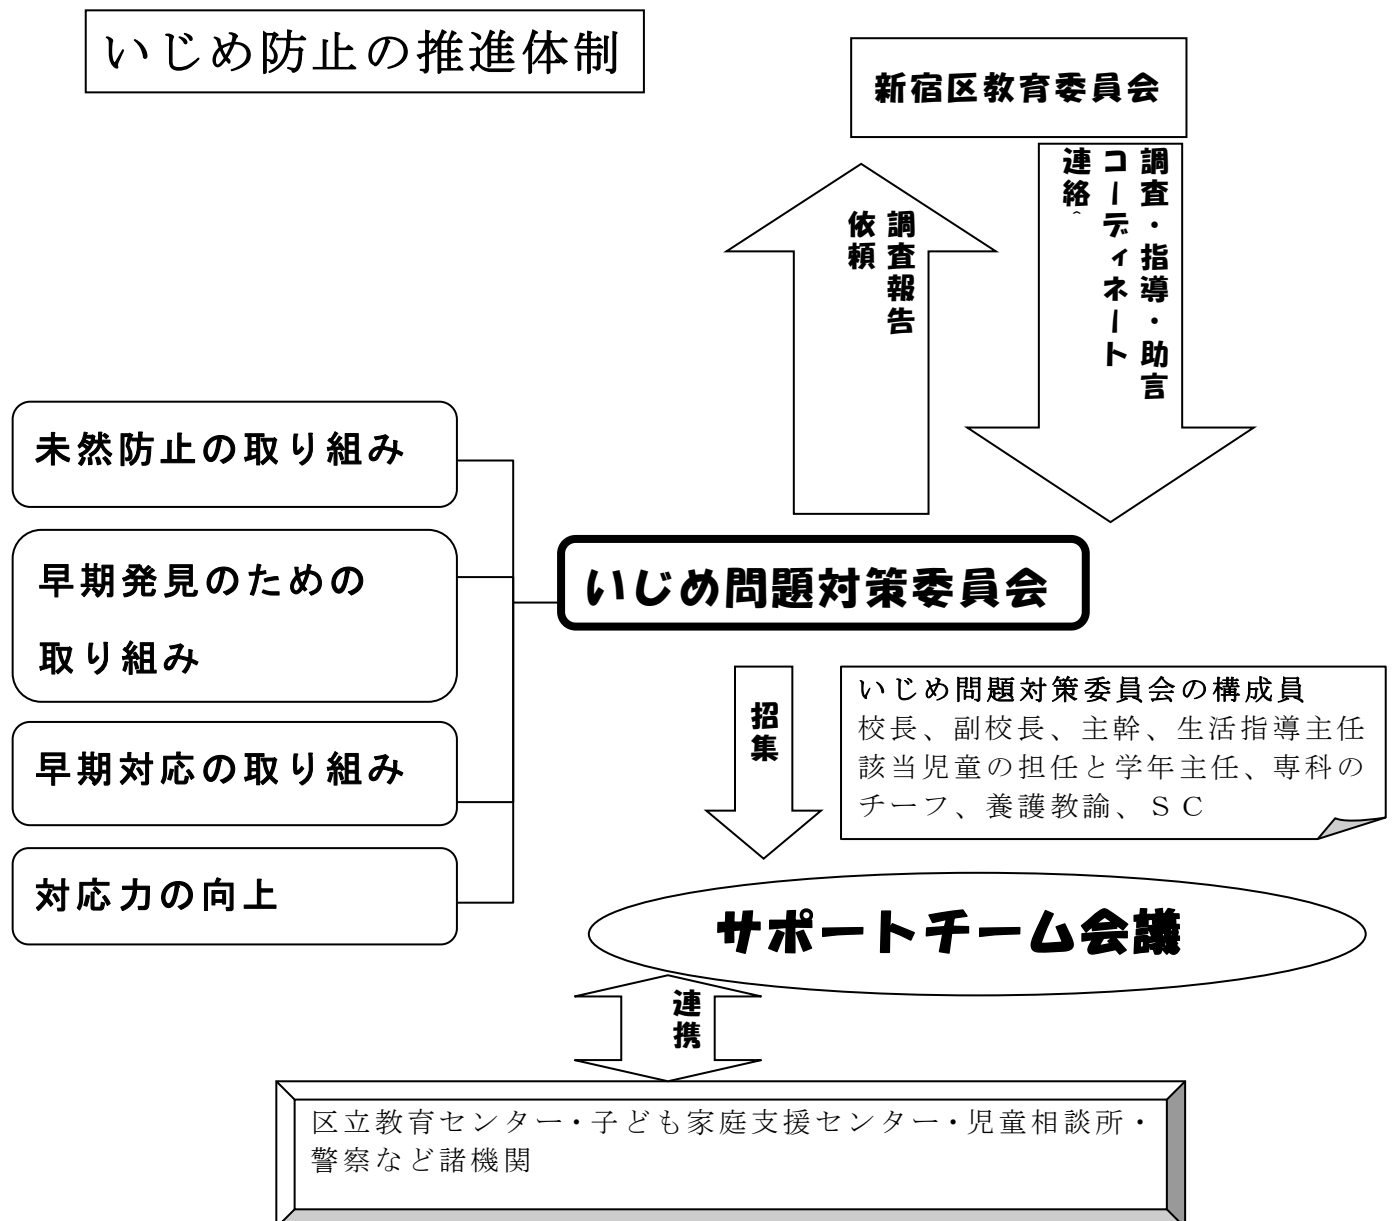 いじめ防止の推進体制
新宿区教育委員会
調査・指導・助言
コーディネート
連絡
調査報告
依頼
未然防止の取り組み
早期発見のための
取り組み
早期対応の取り組み
対応力の向上
いじめ問題対策委員会
招集
いじめ問題対策委員会の構成員
校長、副校長、主幹、生活指導主任
該当児童の担任と学年主任、専科の
チーフ、養護教諭、ＳＣ
サポートチーム会議
連携
区立教育センター・子ども家庭支援センター・児童相談所・
警察など諸機関